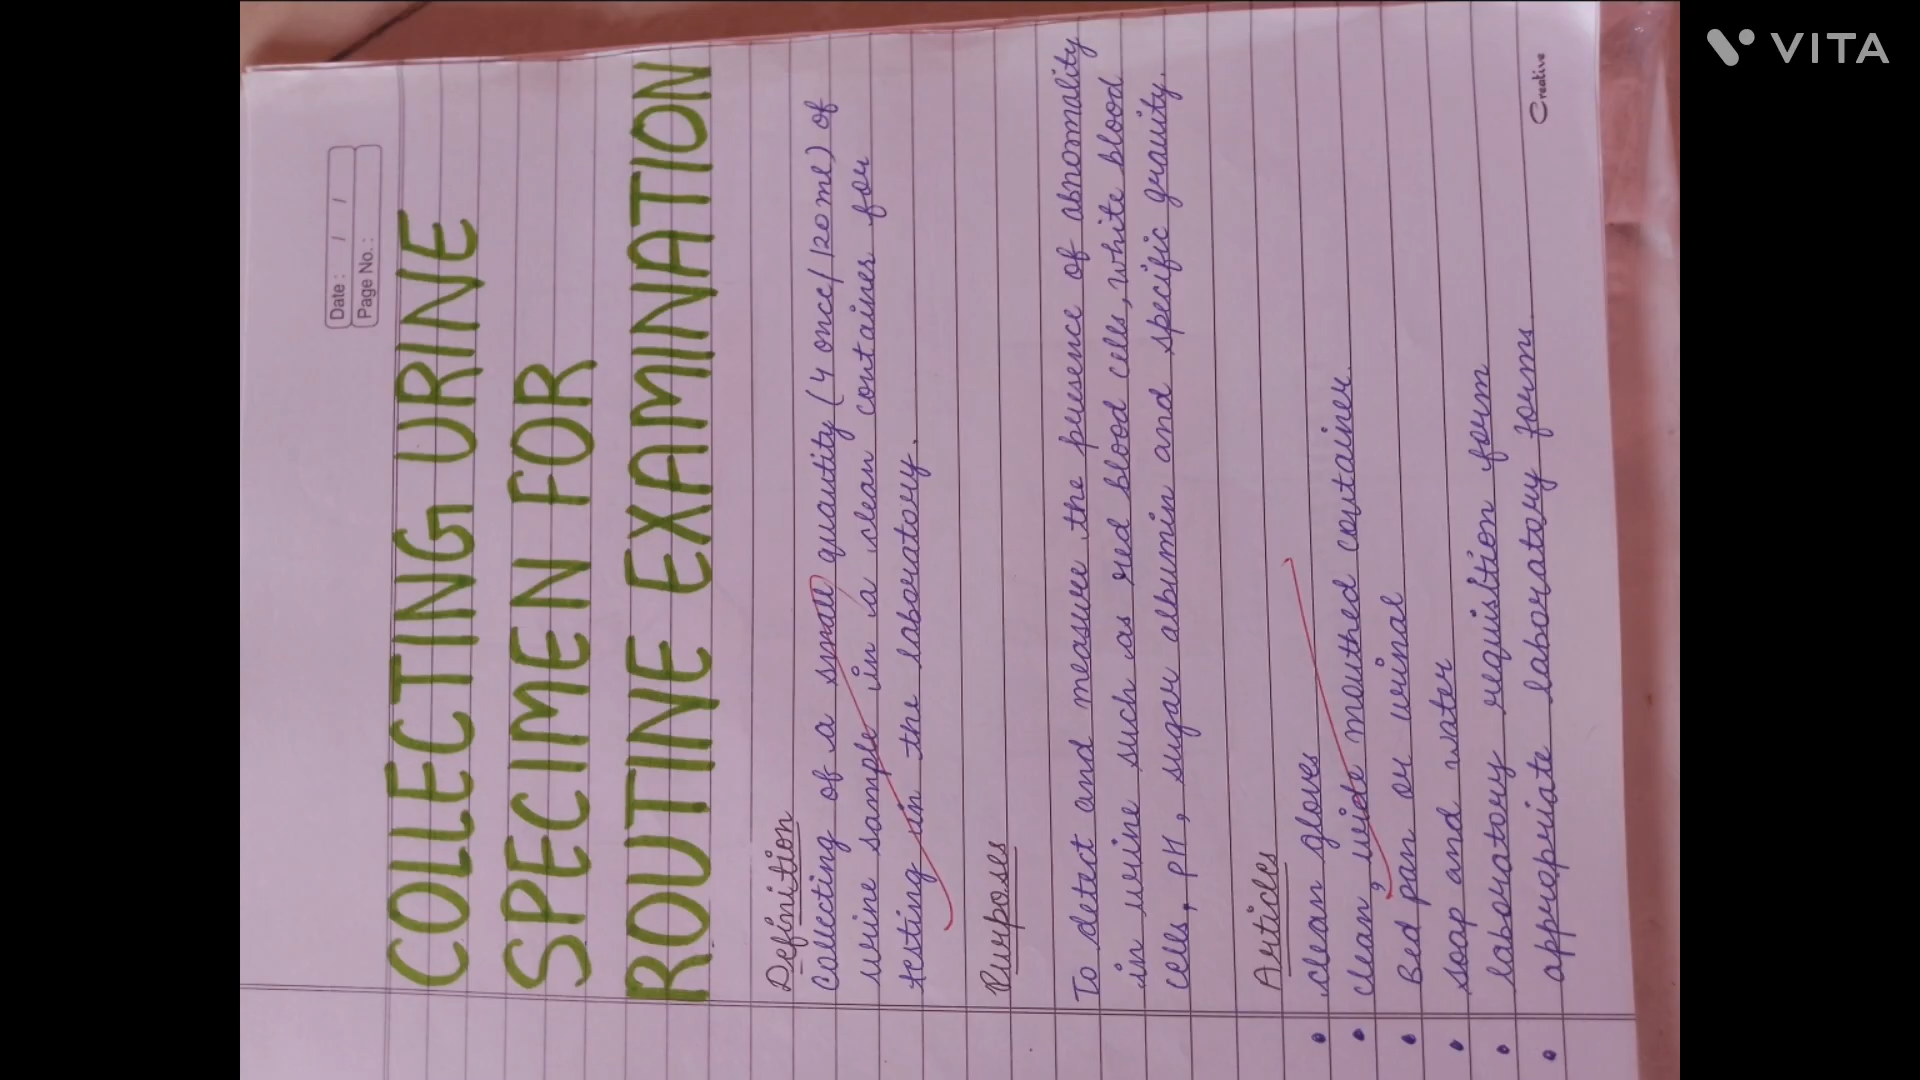 VITA
Date : / /
Page No. :
COLLECTING URINE
SPECIMEN FOR
ROUTINE EXAMINATION
Definition
Collecting of a small quantity (4 once/120ml) of
urine sample in a clean container for
testing in the laboratory.
Purposes
To detect and measure the presence of abnormality
in urine such as red blood cells, white blood
cells, PH, sugar albumin and specific gravity.
Articles
• clean gloves
• clean, wide mouthed container.
• Bed pan or urinal
• soap and water
• laboratory requisition form
• appropriate laboratory forms.
Creative